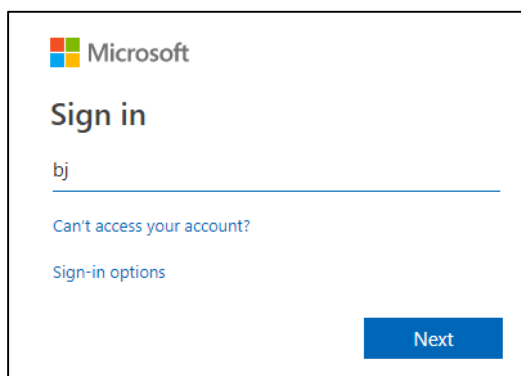 Microsoft
Sign in
bj
Can't access your account?
Sign-in options
Next